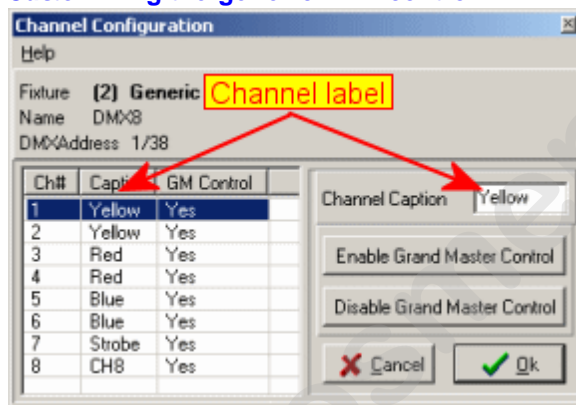 Channel Configuration
Help
Fixture (2) Generic
Channel label
Name DMX8
DMXAddress 1/38
Ch# Capti GM Control
1 Yellow Yes
2 Yellow Yes
3 Red Yes
4 Red Yes
5 Blue Yes
6 Blue Yes
7 Strobe Yes
8 CH8 Yes
Channel Caption Yellow
Enable Grand Master Control
Disable Grand Master Control
Cancel
Ok